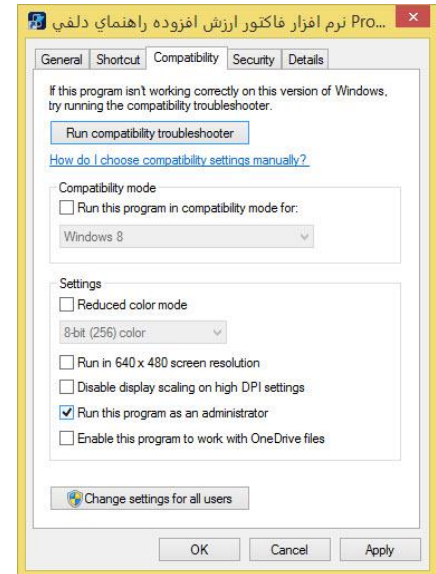 نرم افزار فاكتور ارزش افزوده راهنماي دلفي Pro...
General Shortcut Compatibility Security Details
If this program isn't working correctly on this version of Windows,
try running the compatibility troubleshooter.
Run compatibility troubleshooter
How do I choose compatibility settings manually?
Compatibility mode
Run this program in compatibility mode for:
Windows 8
Settings
Reduced color mode
8-bit (256) color
Run in 640 x 480 screen resolution
Disable display scaling on high DPI settings
Run this program as an administrator
Enable this program to work with OneDrive files
Change settings for all users
OK Cancel Apply